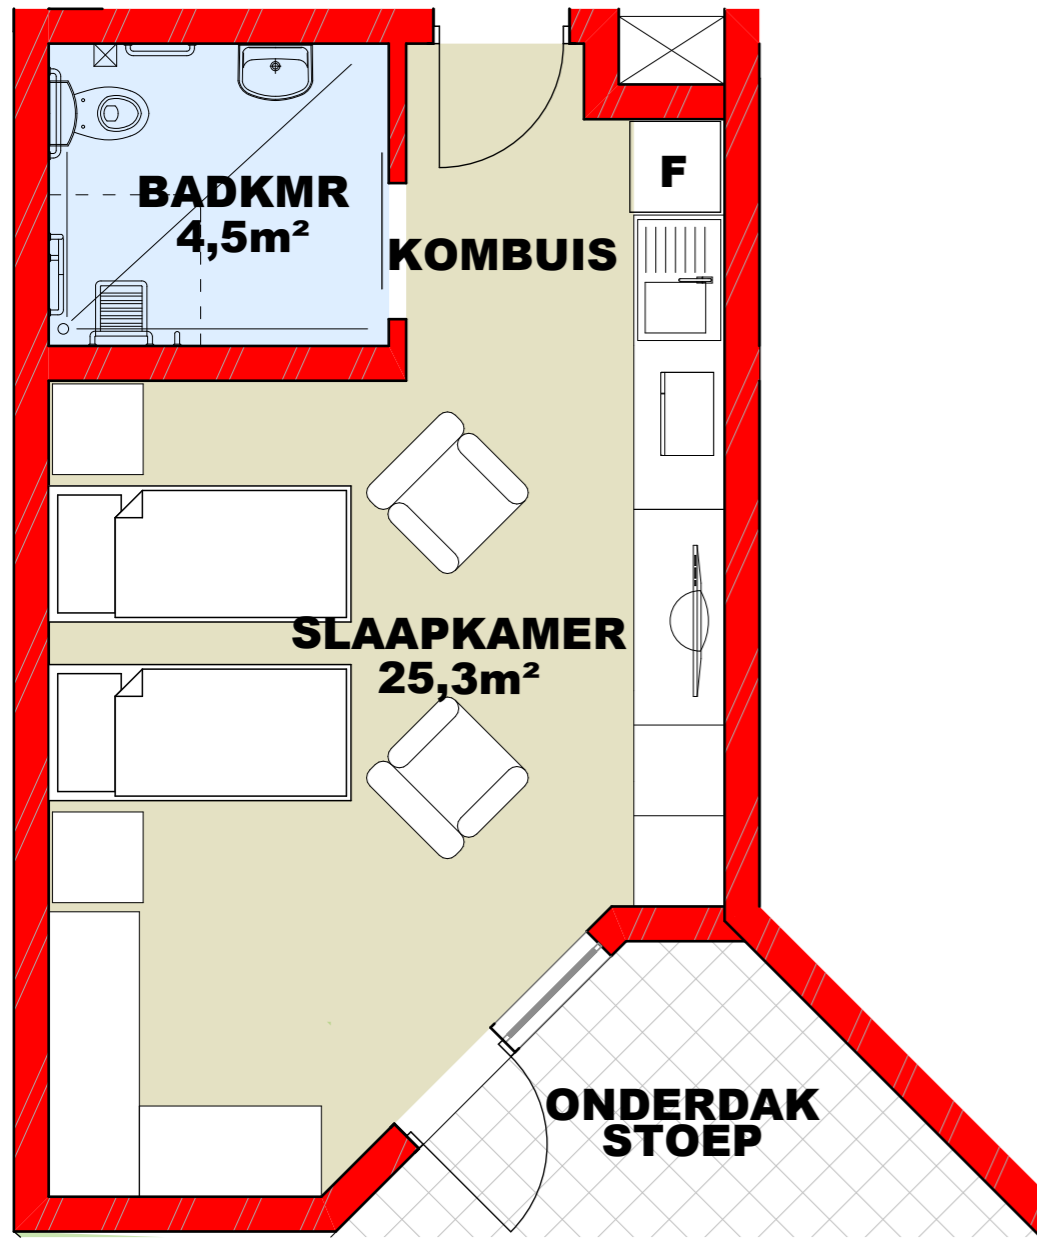 F
BADKMR
4,5m²
KOMBUIS
SLAAPKAMER
25,3m²
ONDERDAK
STOEP